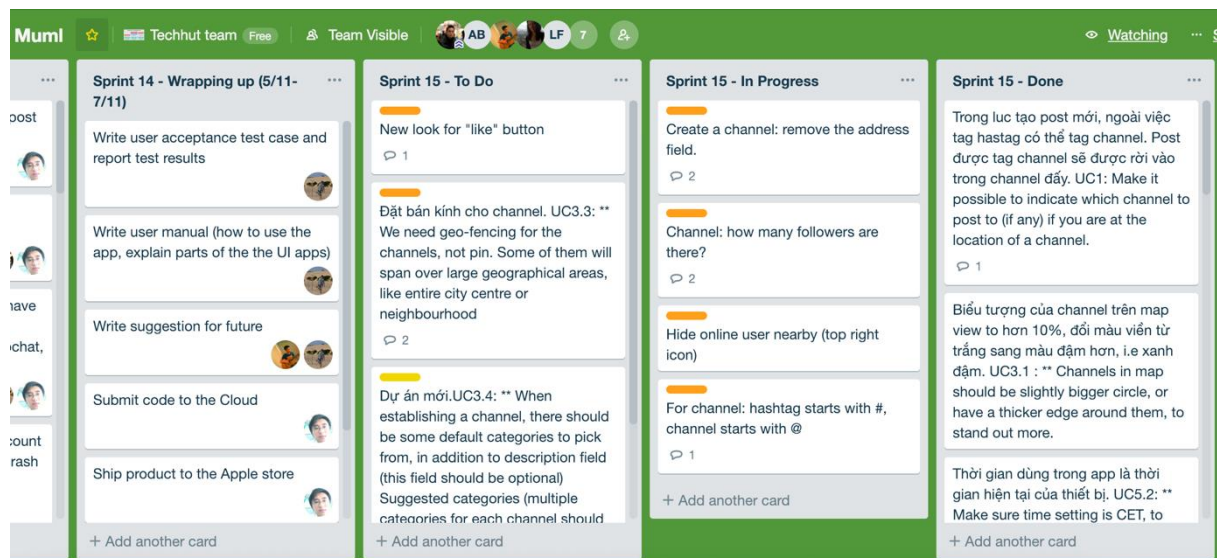 Muml
Techhut team Free
Team Visible
AB
LF
7
Watching
...
oost
have
ochat,
count
rash
Sprint 14 - Wrapping up (5/11-
7/11)
Write user acceptance test case and
report test results
Write user manual (how to use the
app, explain parts of the the UI apps)
Write suggestion for future
Submit code to the Cloud
Ship product to the Apple store
+ Add another card
Sprint 15 - To Do
New look for "like" button
1
Đặt bán kính cho channel. UC3.3: **
We need geo-fencing for the
channels, not pin. Some of them will
span over large geographical areas,
like entire city centre or
neighbourhood
2
Dự án mới.UC3.4: ** When
establishing a channel, there should
be some default categories to pick
from, in addition to description field
(this field should be optional)
Suggested categories (multiple
categories for each channel should
+ Add another card
Sprint 15 - In Progress
Create a channel: remove the address
field.
2
Channel: how many followers are
there?
2
Hide online user nearby (top right
icon)
For channel: hashtag starts with #,
channel starts with @
1
+ Add another card
Sprint 15 - Done
Trong luc tạo post mới, ngoài việc
tag hastag có thể tag channel. Post
được tag channel sẽ được rời vào
trong channel đấy. UC1: Make it
possible to indicate which channel to
post to (if any) if you are at the
location of a channel.
1
Biểu tượng của channel trên map
view to hơn 10%, đổi màu viền từ
trắng sang màu đậm hơn, i.e xanh
đậm. UC3.1 : ** Channels in map
should be slightly bigger circle, or
have a thicker edge around them, to
stand out more.
Thời gian dùng trong app là thời
gian hiện tại của thiết bị. UC5.2: **
Make sure time setting is CET, to
+ Add another card